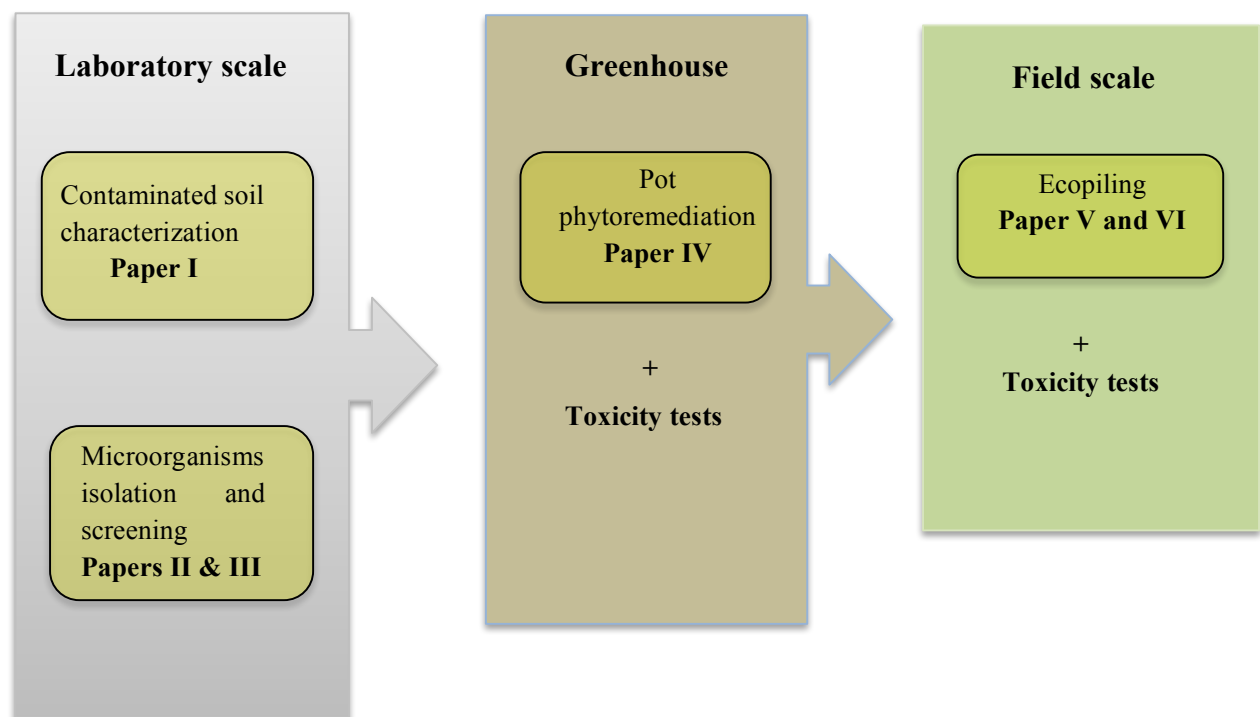 Laboratory scale
Contaminated soil
characterization
Paper I
Microorganisms
isolation and
screening
Papers II & III
Greenhouse
Pot
phytoremediation
Paper IV
+
Toxicity tests
Field scale
Ecopiling
Paper V and VI
+
Toxicity tests